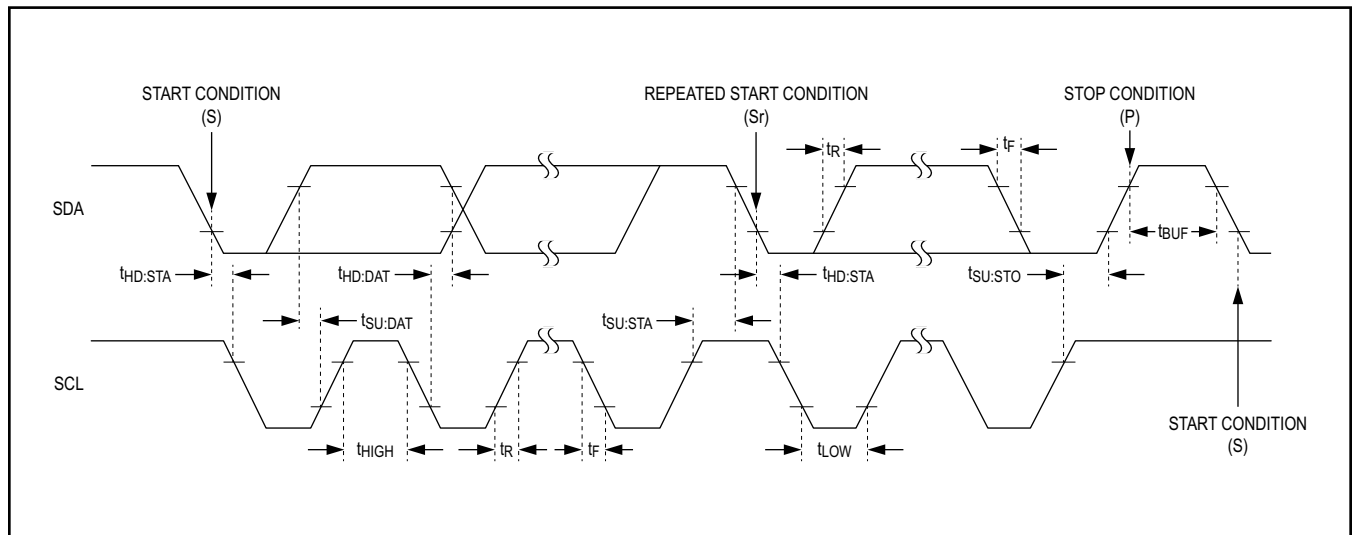 START CONDITION
(S)
REPEATED START CONDITION
(Sr)
STOP CONDITION
(P)
tR
tF
SDA
tBUF
tHD:STA
tHD:DAT
tHD:STA
tSU:STO
tSU:DAT
tSU:STA
SCL
tHIGH
tR
tF
tLOW
START CONDITION
(S)